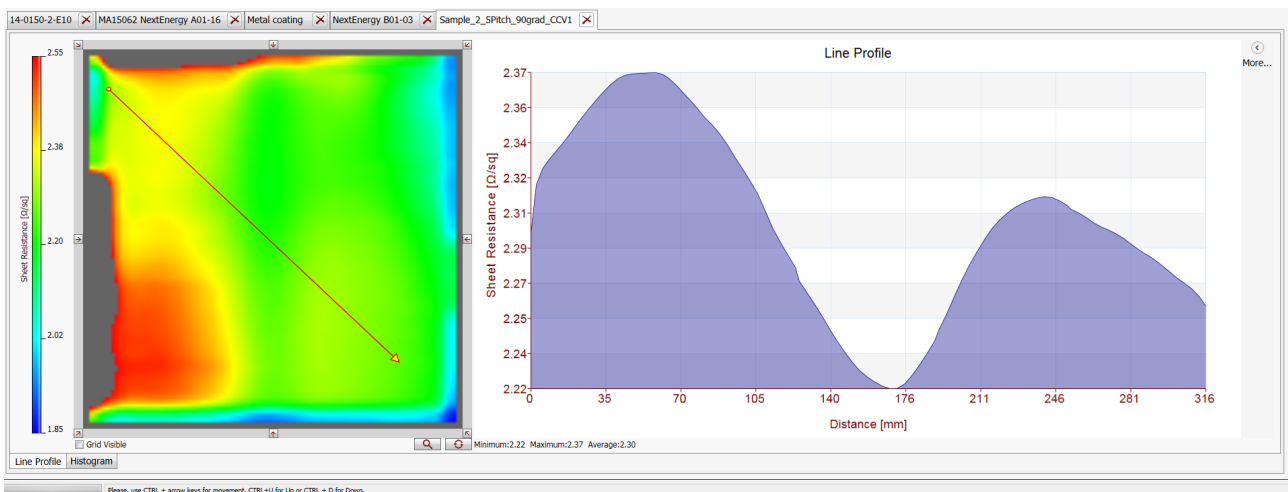 14-0150-2-E10 MA15062 NextEnergy A01-16 Metal coating NextEnergy B01-03 Sample_2_5Pitch_90grad_CCV1
2.55
2.38
2.20
2.02
1.85
Sheet Resistance [Ω/sq]
Grid Visible
Line Profile
More...
2.37
2.36
2.34
2.32
2.31
2.29
2.27
2.25
2.24
2.22
Sheet Resistance [Ω/sq]
0 35 70 105 140 176 211 246 281 316
Distance [mm]
Minimum:2.22 Maximum:2.37 Average:2.30
Line Profile Histogram
Please, use CTRL + arrow keys for movement, CTRL+U for Up or CTRL + D for Down.